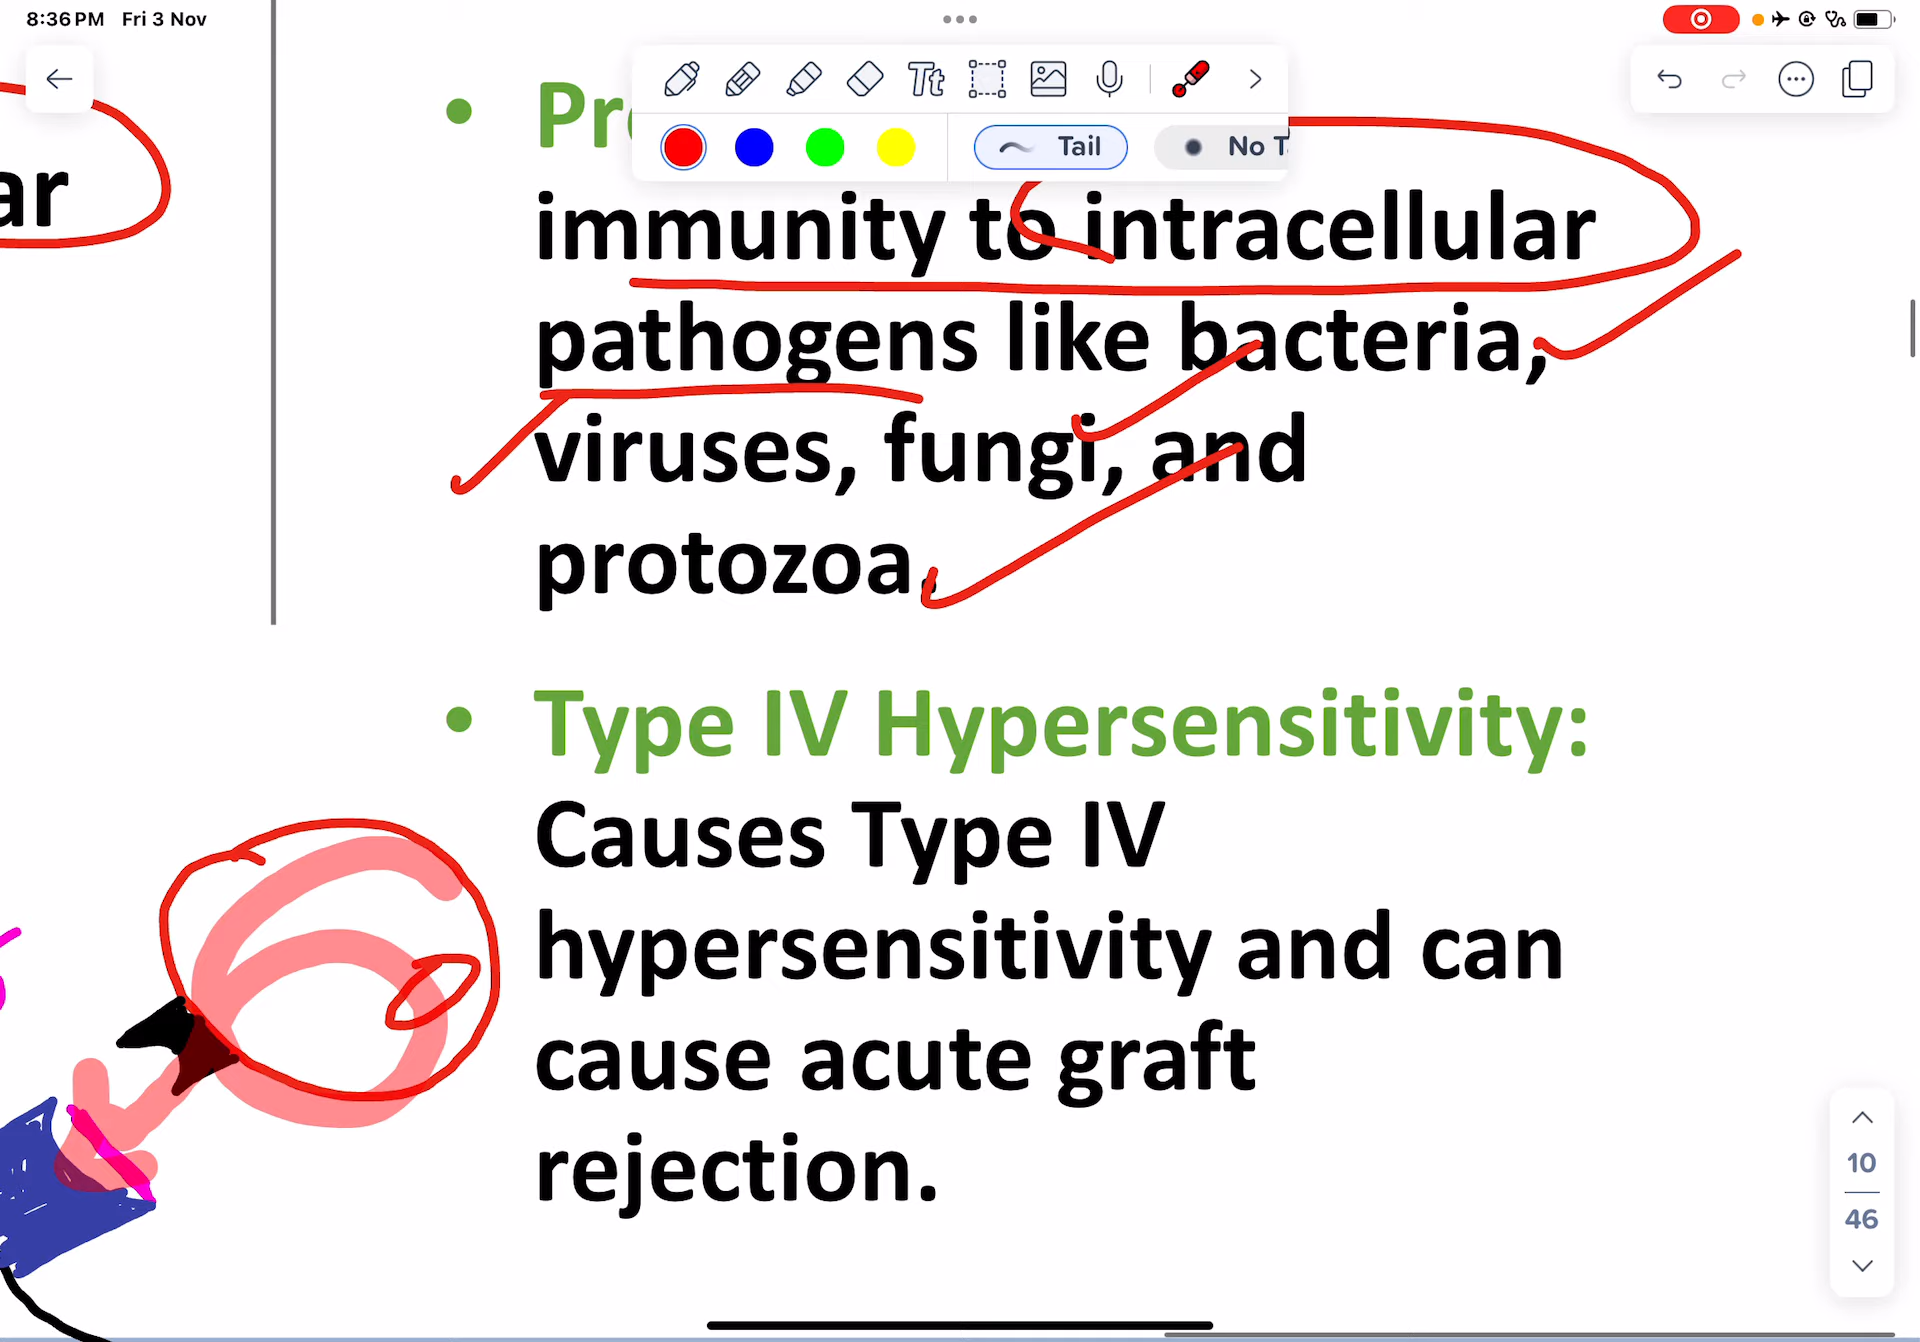 8:36 PM Fri 3 Nov
Tt
Tail
No T
ar
• Pr
immunity to intracellular
pathogens like bacteria,
viruses, fungi, and
protozoa.
• Type IV Hypersensitivity:
Causes Type IV
hypersensitivity and can
cause acute graft
rejection.
10
46